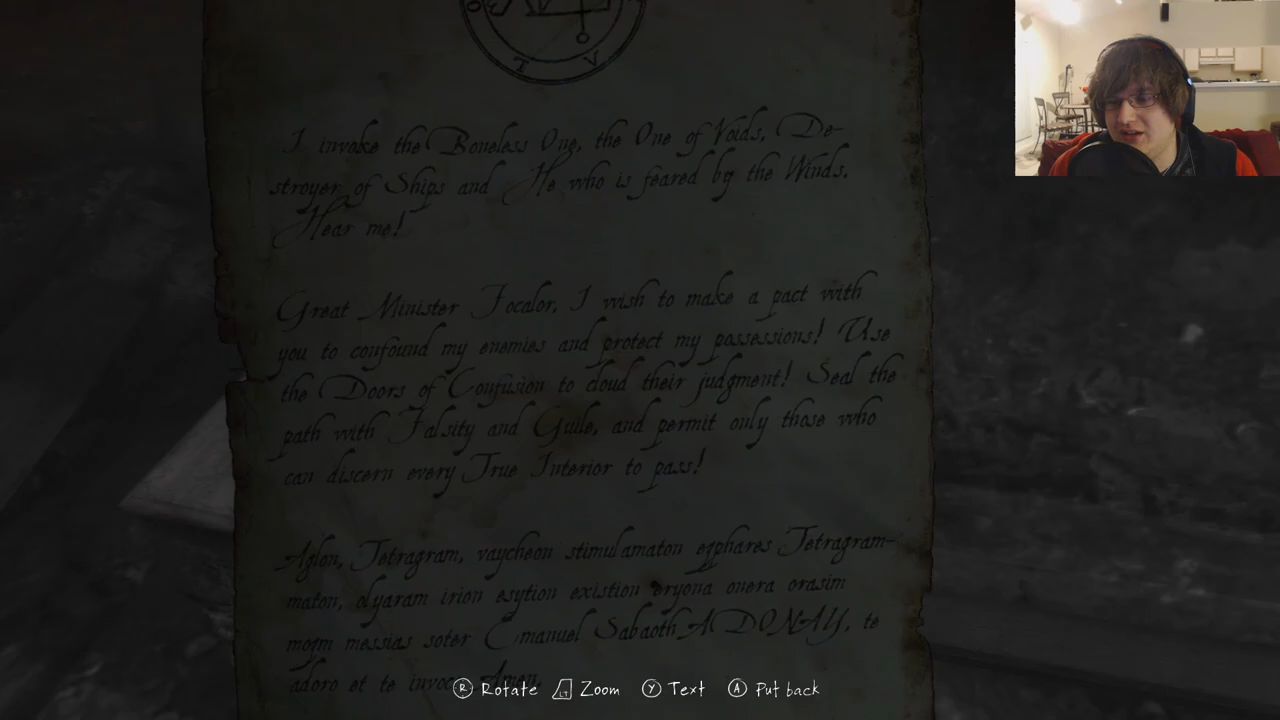 T V
I invoke the Boneless One, the One of Voids, De-
stroyer of Ships and He who is feared by the Winds.
Hear me!
Great Minister Focalor, I wish to make a pact with
you to confound my enemies and protect my possessions! Use
the Doors of Confusion to cloud their judgment! Seal the
path with Falsity and Guile, and permit only those who
can discern every True Interior to pass!
Aglon, Tetragram, vaycheon stimulamaton ezphares Tetragram-
maton, olyaram irion esytion existion eryona onera orasim
mozm messias soter Emanuel Sabaoth ADONAY, te
adoro et te invoco. Amen.
R Rotate LT Zoom Y Text A Put back